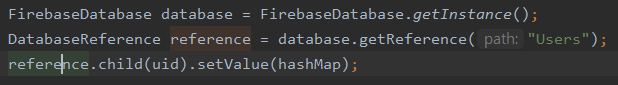 FirebaseDatabase database = FirebaseDatabase.getInstance();
DatabaseReference reference = database.getReference( path: "Users");
reference.child(uid).setValue(hashMap);